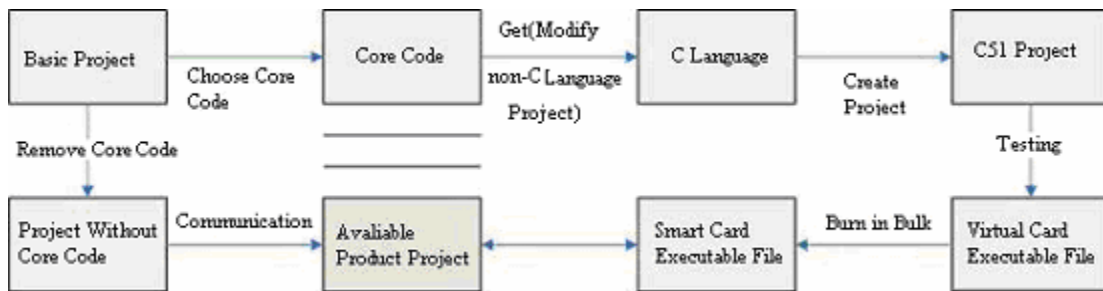 Basic Project
Choose Core
Code
Core Code
Get(Modify
non-C Language
Project)
C Language
Create
Project
C51 Project
Remove Core Code
Testing
Project Without
Core Code
Communication
Avaliable
Product Project
Smart Card
Executable File
Burn in Bulk
Virtual Card
Executable File